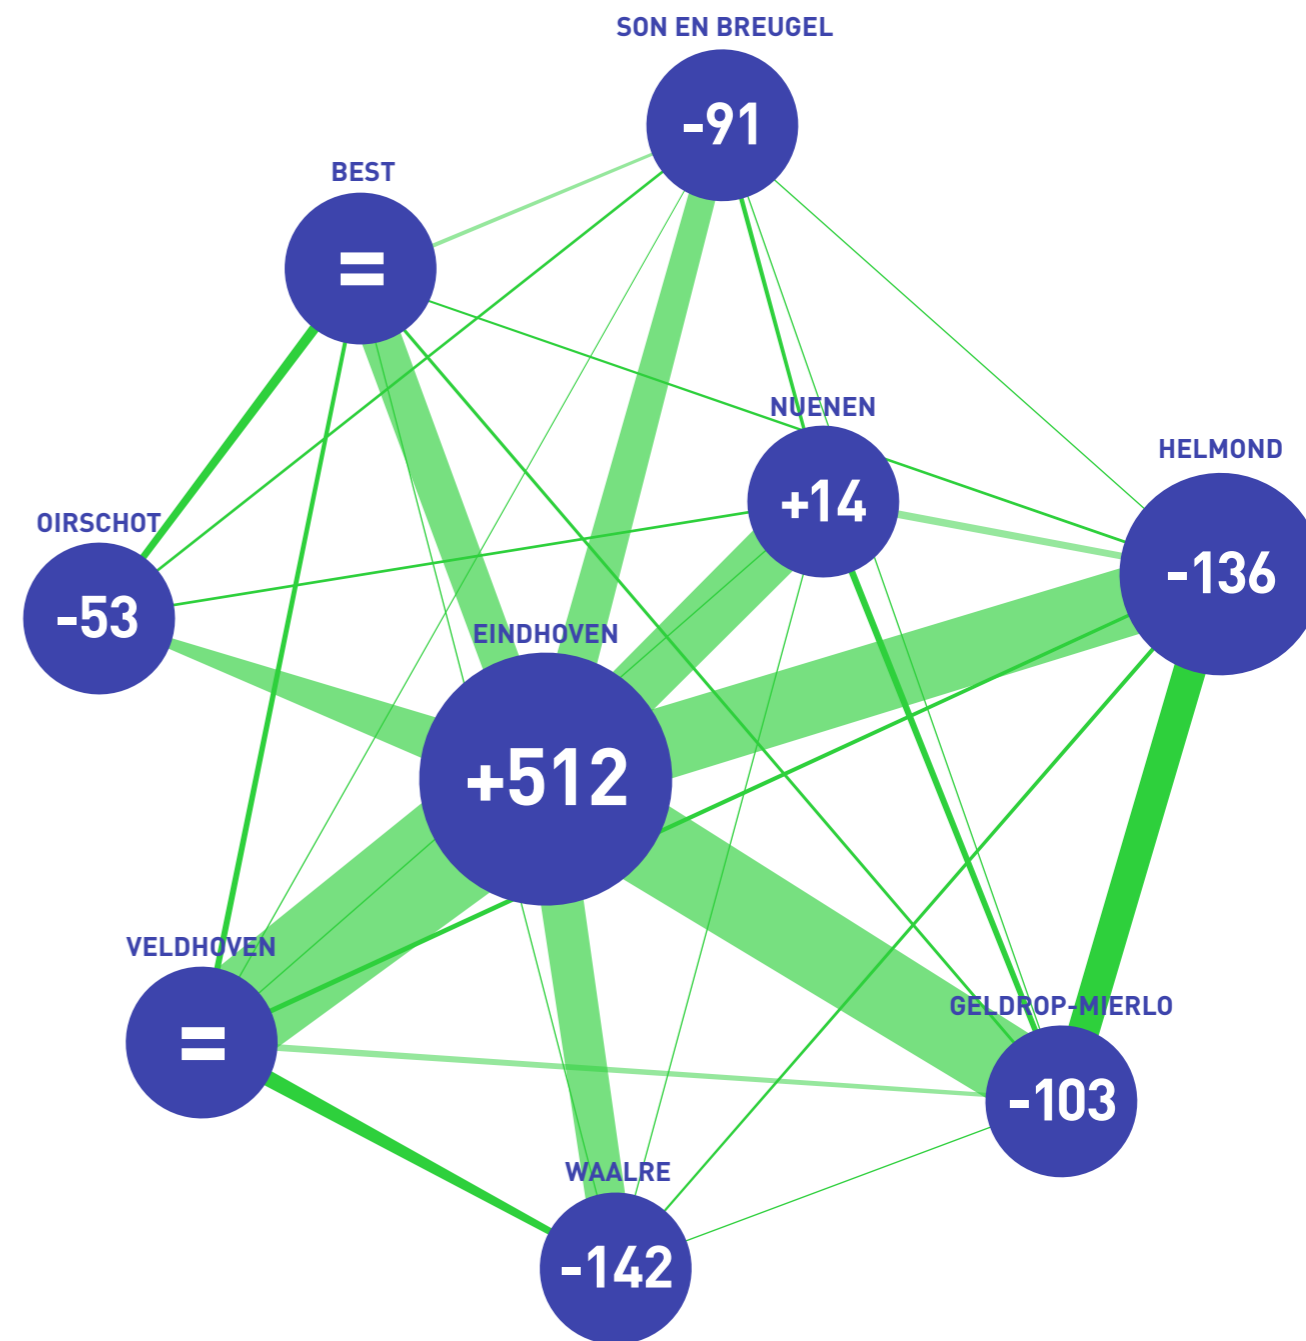 SON EN BREUGEL
-91
BEST
=
NUENEN
+14
HELMOND
-136
OIRSCHOT
-53
EINDHOVEN
+512
VELDHOVEN
=
GELDROP-MIERLO
-103
WAALRE
-142